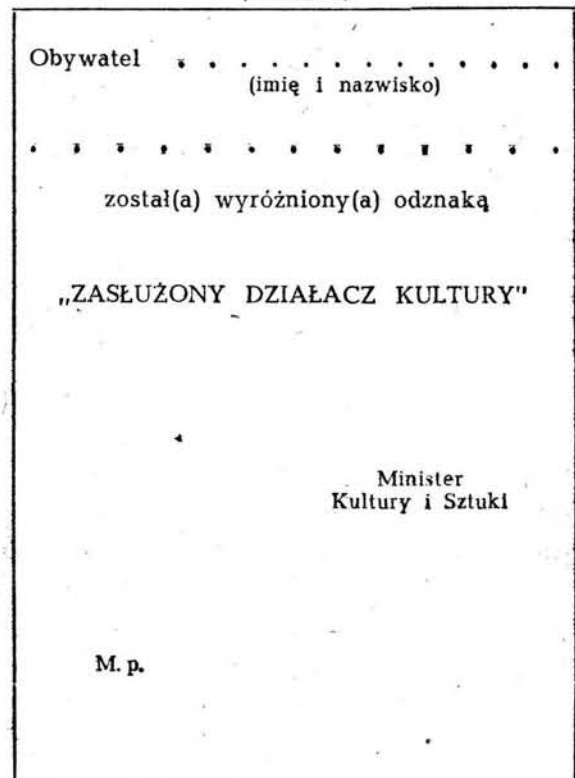 Obywatel . . . . . . . . . . . . . .
(imię i nazwisko)
. . . . . . . . . . . . .
został(a) wyróżniony(a) odznaką
„ZASŁUŻONY DZIAŁACZ KULTURY"
Minister
Kultury i Sztuki
M. p.